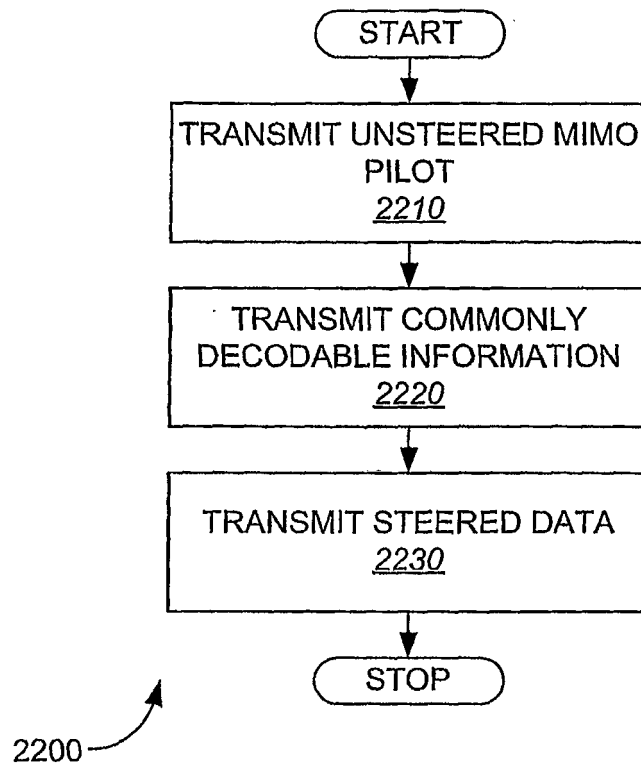 START
TRANSMIT UNSTEERED MIMO
PILOT
2210
TRANSMIT COMMONLY
DECODABLE INFORMATION
2220
TRANSMIT STEERED DATA
2230
STOP
2200